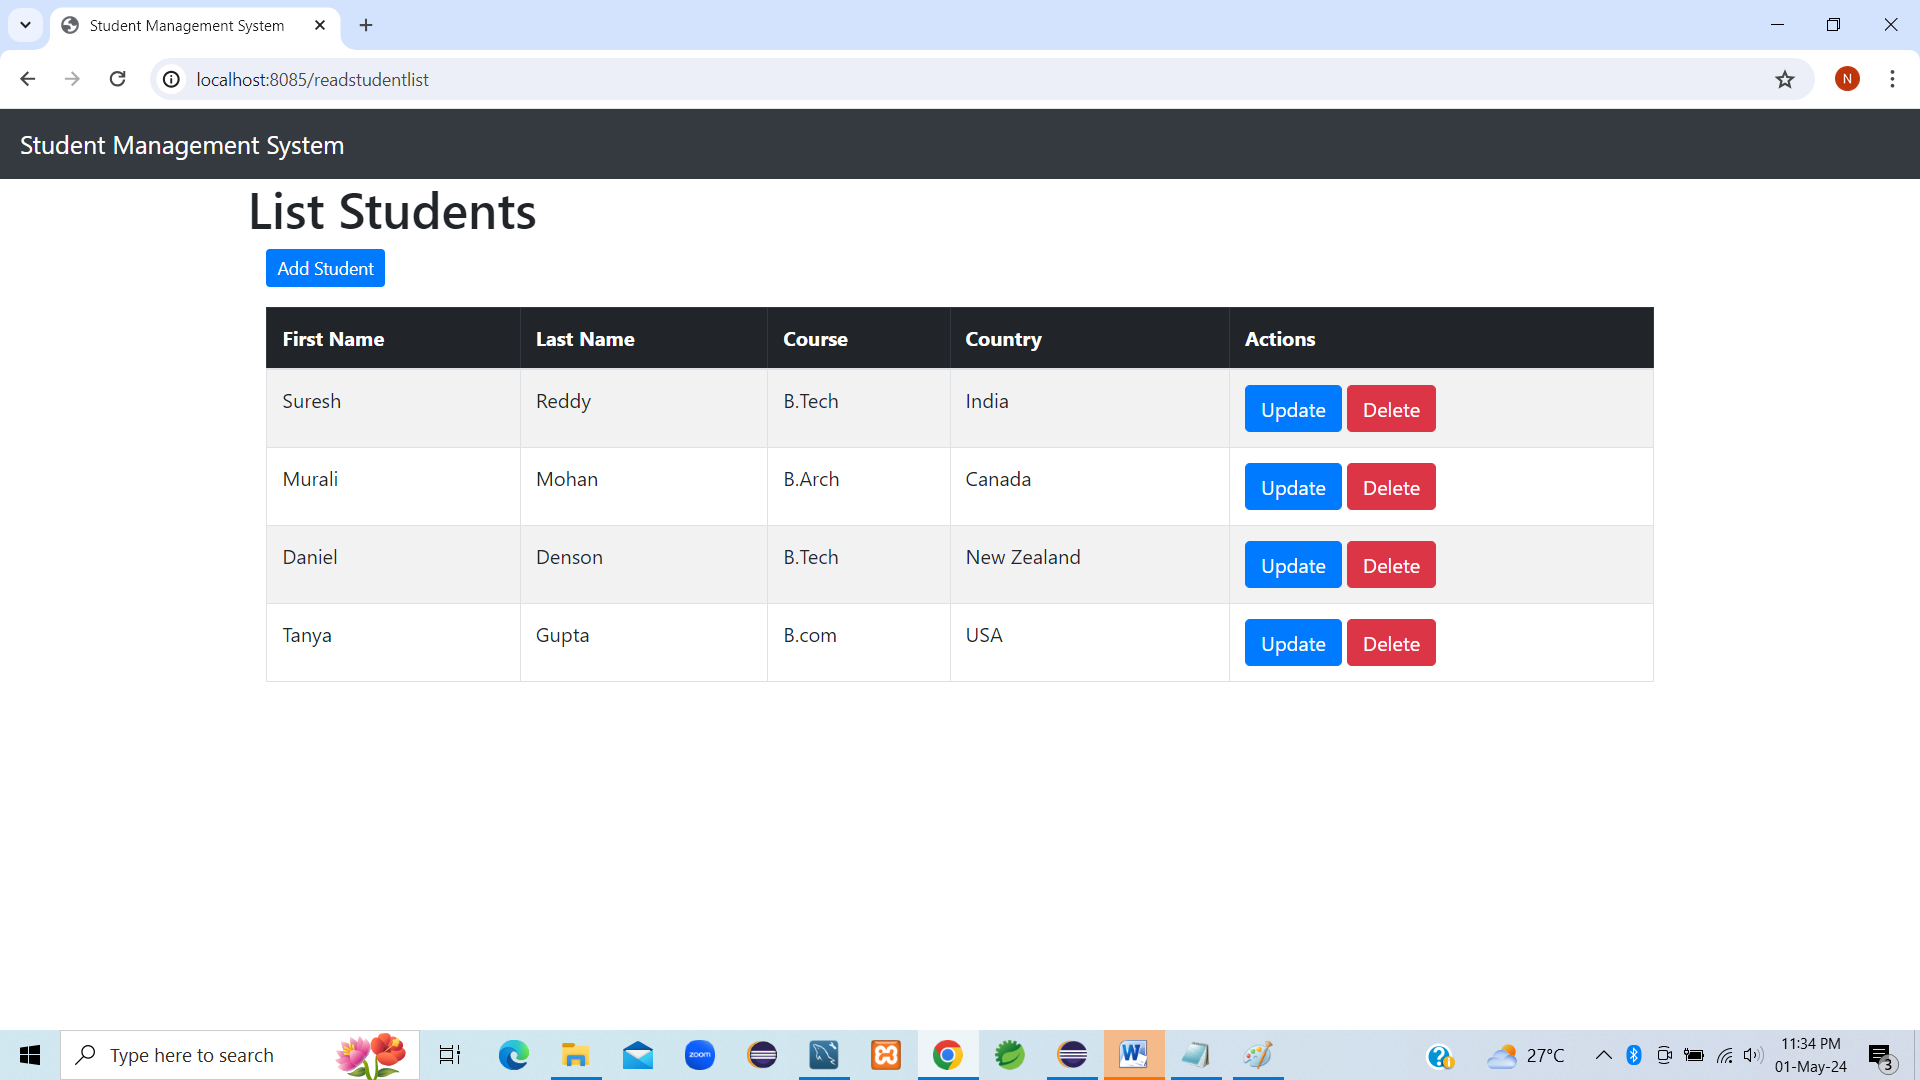 Student Management System
localhost:8085/readstudentlist
N
Student Management System
List Students
Add Student
First Name Last Name Course Country Actions
Suresh Reddy B.Tech India Update Delete
Murali Mohan B.Arch Canada Update Delete
Daniel Denson B.Tech New Zealand Update Delete
Tanya Gupta B.com USA Update Delete
Type here to search
zoom
W
27°C
11:34 PM
01-May-24
3